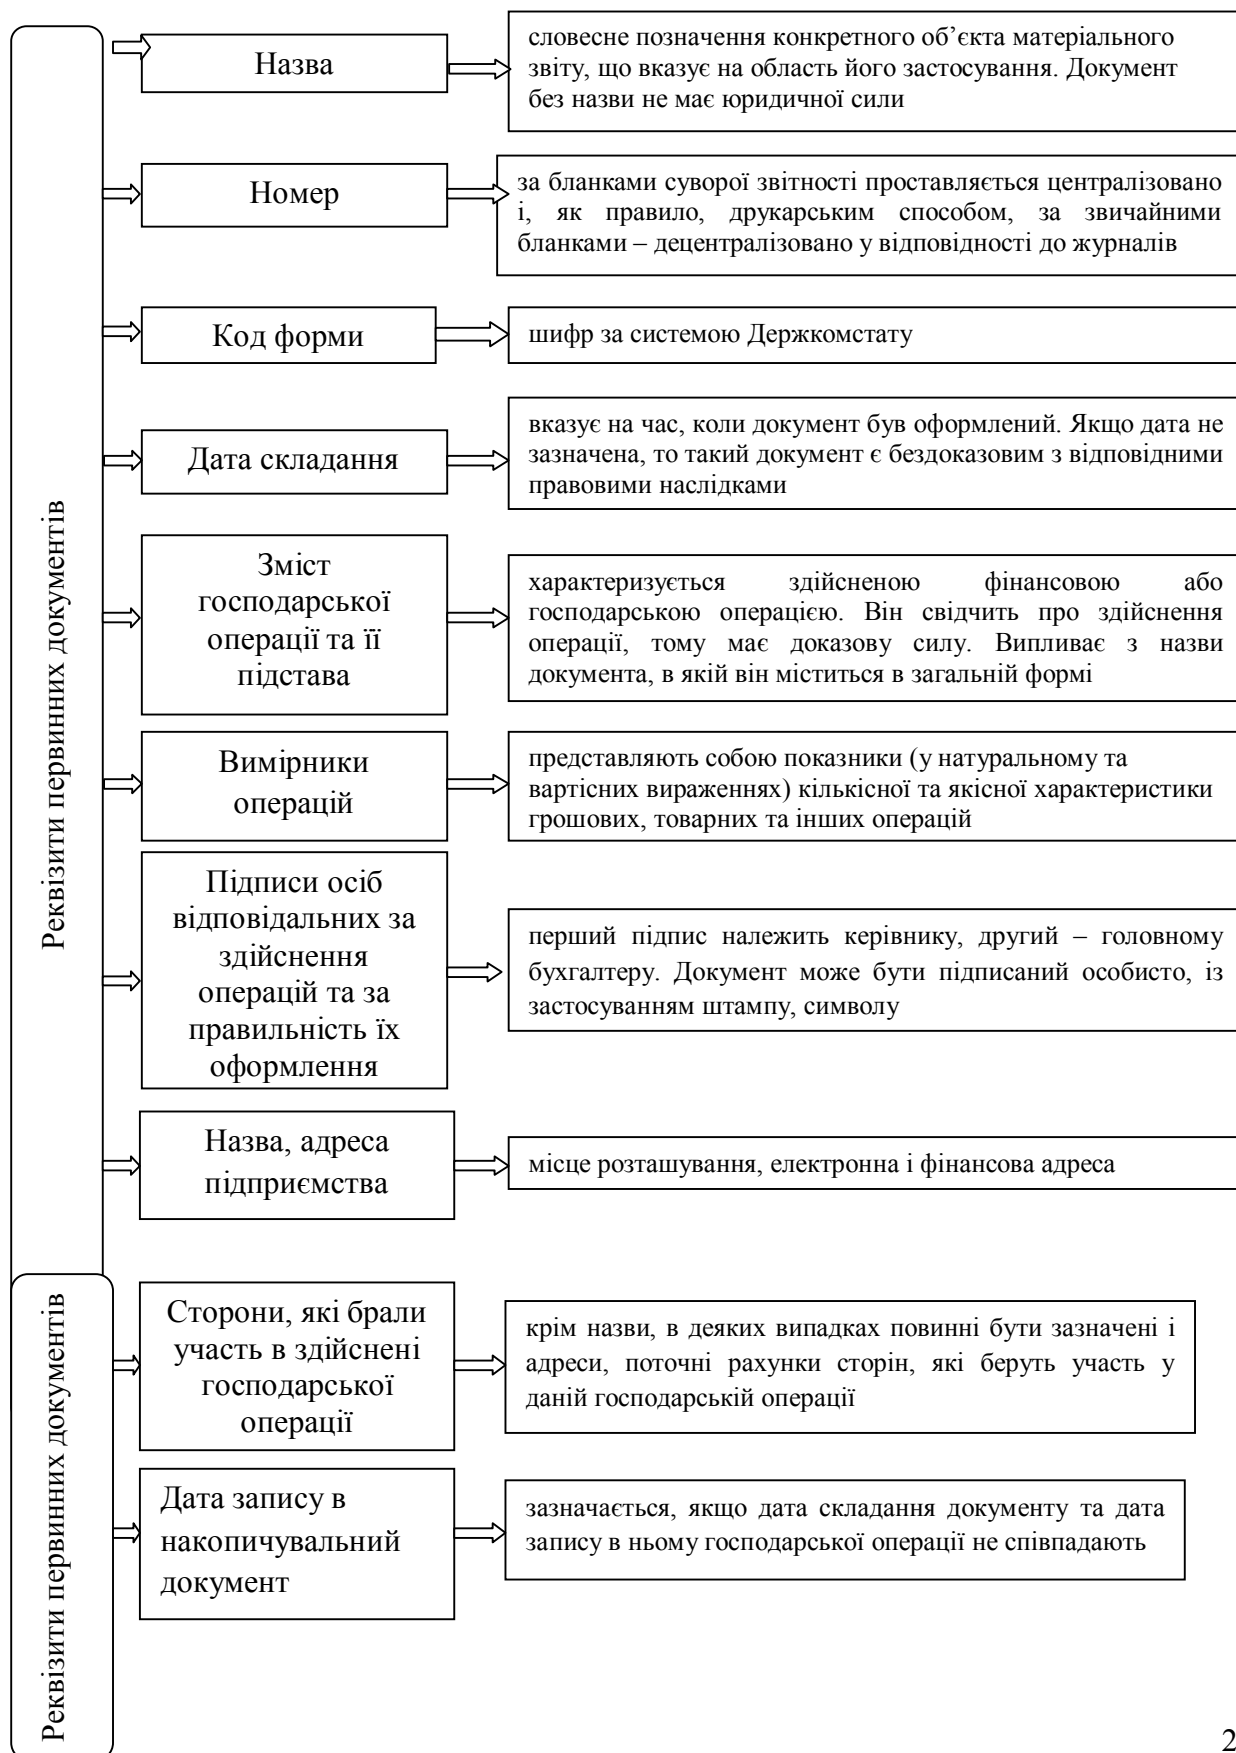 Реквізити первинних документів
Назва
словесне позначення конкретного об’єкта матеріального
звіту, що вказує на область його застосування. Документ
без назви не має юридичної сили
Номер
за бланками суворої звітності проставляється централізовано
і, як правило, друкарським способом, за звичайними
бланками – децентралізовано у відповідності до журналів
Код форми
шифр за системою Держкомстату
Дата складання
вказує на час, коли документ був оформлений. Якщо дата не
зазначена, то такий документ є бездоказовим з відповідними
правовими наслідками
Зміст
господарської
операції та її
підстава
характеризується здійсненою фінансовою або
господарською операцією. Він свідчить про здійснення
операції, тому має доказову силу. Випливає з назви
документа, в якій він міститься в загальній формі
Вимірники
операцій
представляють собою показники (у натуральному та
вартісних вираженнях) кількісної та якісної характеристики
грошових, товарних та інших операцій
Підписи осіб
відповідальних за
здійснення
операцій та за
правильність їх
оформлення
перший підпис належить керівнику, другий – головному
бухгалтеру. Документ може бути підписаний особисто, із
застосуванням штампу, символу
Назва, адреса
підприємства
місце розташування, електронна і фінансова адреса
Реквізити первинних документів
Сторони, які брали
участь в здійснені
господарської
операції
крім назви, в деяких випадках повинні бути зазначені і
адреси, поточні рахунки сторін, які беруть участь у
даній господарській операції
Дата запису в
накопичувальний
документ
зазначається, якщо дата складання документу та дата
запису в ньому господарської операції не співпадають
2